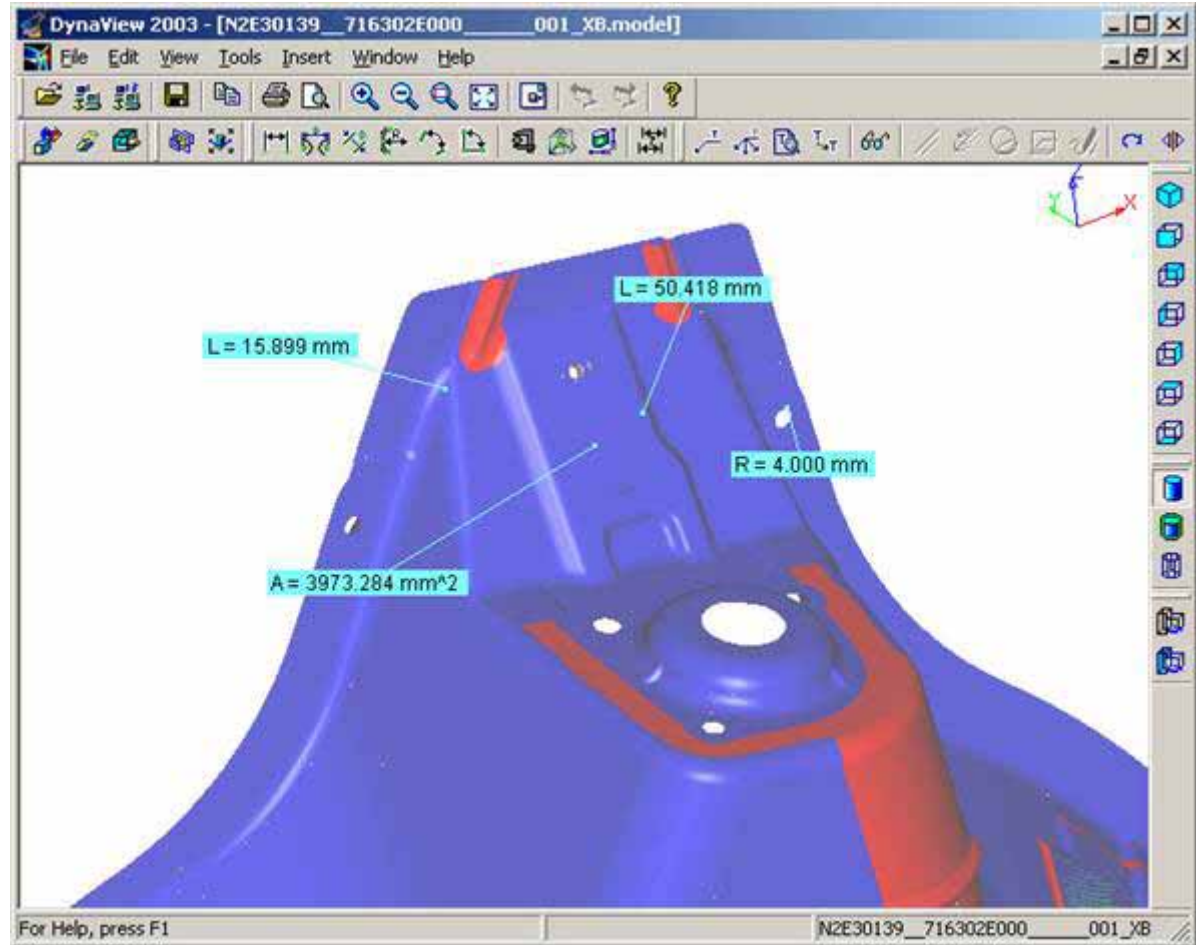 DynaView 2003 - [N2E30139__716302E000______001_XB.model]
File Edit View Tools Insert Window Help
Y X
L = 50.418 mm
L = 15.899 mm
R = 4.000 mm
A = 3973.284 mm^2
For Help, press F1
N2E30139__716302E000______001_XB